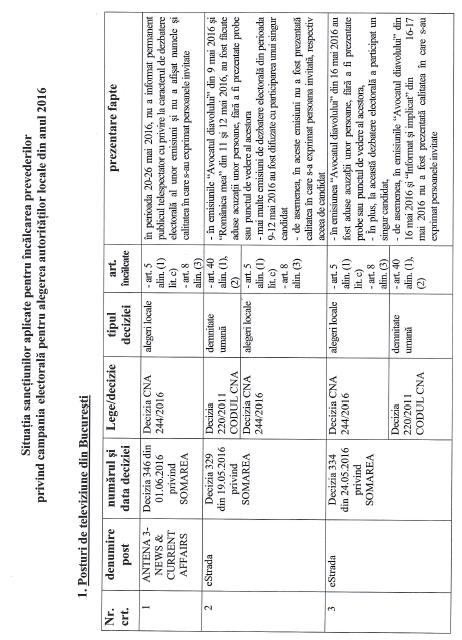 Situația sancțiunilor aplicate pentru încălcarea prevederilor
privind campania electorală pentru alegerea autorităților locale din anul 2016
1. Posturi de televiziune din București
Nr. crt.
denumire post
numărul și data deciziei
Lege/decizie
tipul deciziei
art. încălcate
prezentare fapte
1
ANTENA 3-
NEWS &
CURRENT
AFFAIRS
Decizia 346 din
01.06.2016
privind
SOMAREA
Decizia CNA
244/2016
alegeri locale
- art. 5
alin. (1)
lit. c)
- art. 8
alin. (3)
în perioada 20-26 mai 2016, nu a informat permanent
publicul telespectator cu privire la caracterul de dezbatere
electorală al unor emisiuni și nu a afișat numele și
calitatea în care s-au exprimat persoanele invitate
2
eStrada
Decizia 329
din 19.05.2016
privind
SOMAREA
Decizia
220/2011
CODUL CNA
demnitate
umană
- art. 40
alin. (1),
(2)
- în emisiunile "Avocatul diavolului" din 9 mai 2016 și
"Românica mea" din 11 și 12 mai 2016, au fost făcute
aduse acuzații unor persoane, fără a fi prezentate probe
sau punctul de vedere al acestora
Decizia CNA
244/2016
alegeri locale
- art. 5
alin. (1)
lit. c)
- art. 8
alin. (3)
- mai multe emisiuni de dezbatere electorală din perioada
9-12 mai 2016 au fost difuzate cu participarea unui singur
candidat
- de asemenea, în aceste emisiuni nu a fost prezentată
calitatea în care s-a exprimat persoana invitată, respectiv
aceea de candidat
3
eStrada
Decizia 334
din 24.05.2016
privind
SOMAREA
Decizia CNA
244/2016
alegeri locale
- art. 5
alin. (1)
lit. c)
- art. 8
alin. (3)
- în emisiunea "Avocatul diavolului" din 16 mai 2016 au
fost aduse acuzații unor persoane, fără a fi prezentate
probe sau punctul de vedere al acestora,
- În plus, la această dezbatere electorală a participat un
singur candidat,
Decizia
220/2011
CODUL CNA
demnitate
umană
- art. 40
alin. (1),
(2)
- de asemenea, în emisiunile "Avocatul diavolului" din
16 mai 2016 și "Informat și implicat" din 16-17
mai 2016 nu a fost prezentată calitatea în care s-au
exprimat persoanele invitate